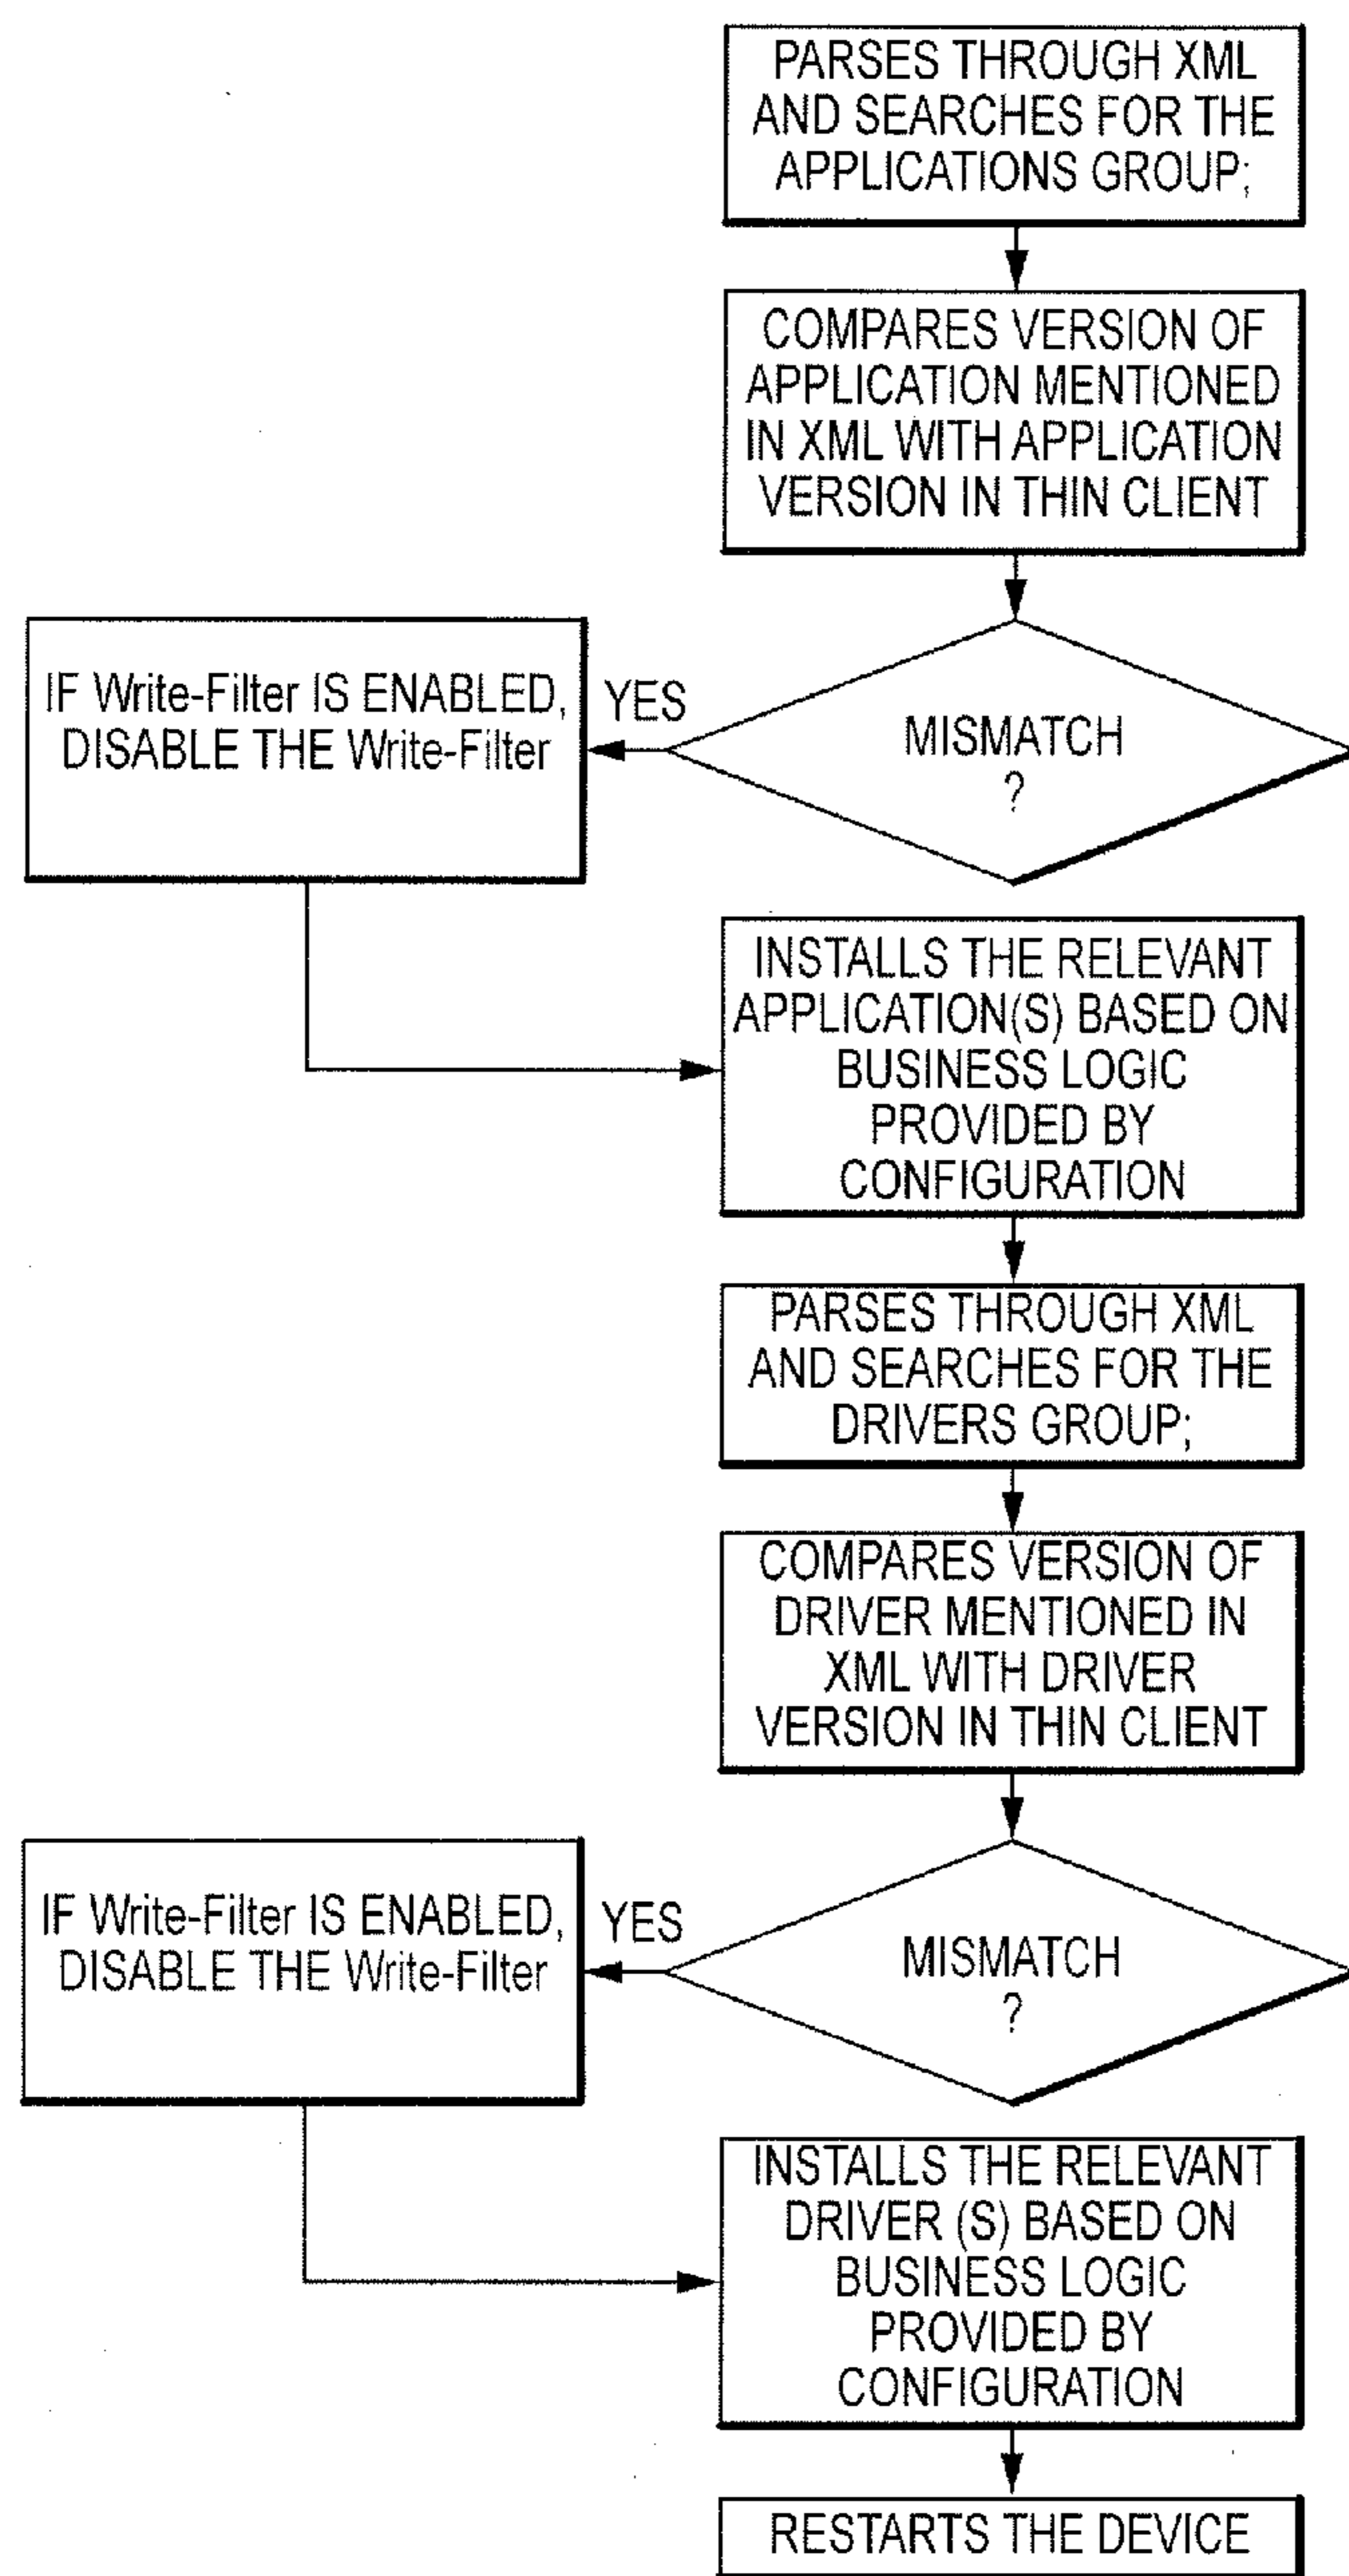 PARSES THROUGH XML
AND SEARCHES FOR THE
APPLICATIONS GROUP;
COMPARES VERSION OF
APPLICATION MENTIONED
IN XML WITH APPLICATION
VERSION IN THIN CLIENT
IF Write-Filter IS ENABLED,
DISABLE THE Write-Filter
YES
MISMATCH
?
INSTALLS THE RELEVANT
APPLICATION(S) BASED ON
BUSINESS LOGIC
PROVIDED BY
CONFIGURATION
PARSES THROUGH XML
AND SEARCHES FOR THE
DRIVERS GROUP;
COMPARES VERSION OF
DRIVER MENTIONED IN
XML WITH DRIVER
VERSION IN THIN CLIENT
IF Write-Filter IS ENABLED,
DISABLE THE Write-Filter
YES
MISMATCH
?
INSTALLS THE RELEVANT
DRIVER (S) BASED ON
BUSINESS LOGIC
PROVIDED BY
CONFIGURATION
RESTARTS THE DEVICE